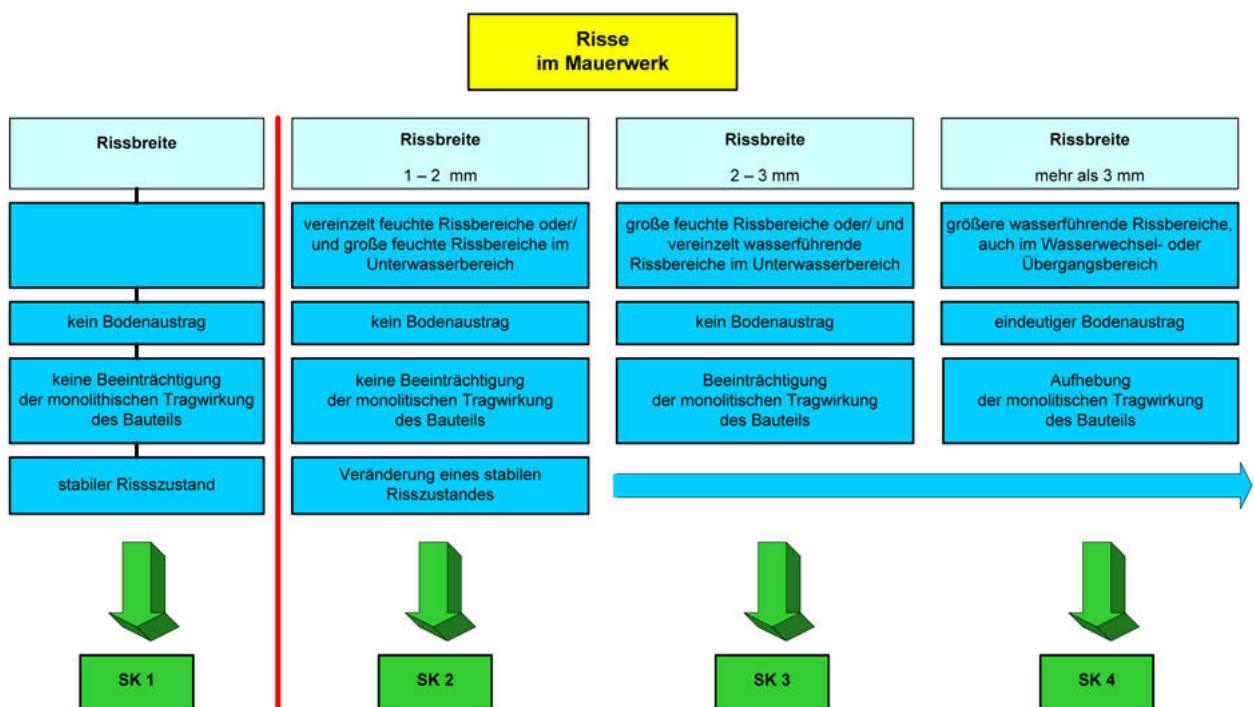 Risse
im Mauerwerk
Rissbreite
Rissbreite
1 – 2 mm
Rissbreite
2 – 3 mm
Rissbreite
mehr als 3 mm
vereinzelt feuchte Rissbereiche oder/
und große feuchte Rissbereiche im
Unterwasserbereich
große feuchte Rissbereiche oder/ und
vereinzelt wasserführende
Rissbereiche im Unterwasserbereich
größere wasserführende Rissbereiche,
auch im Wasserwechsel- oder
Übergangsbereich
kein Bodenaustrag
kein Bodenaustrag
kein Bodenaustrag
eindeutiger Bodenaustrag
keine Beeinträchtigung
der monolithischen Tragwirkung
des Bauteils
keine Beeinträchtigung
der monolitischen Tragwirkung
des Bauteils
Beeinträchtigung
der monolitischen Tragwirkung
des Bauteils
Aufhebung
der monolitischen Tragwirkung
des Bauteils
stabiler Rissszustand
Veränderung eines stabilen
Risszustandes
SK 1
SK 2
SK 3
SK 4